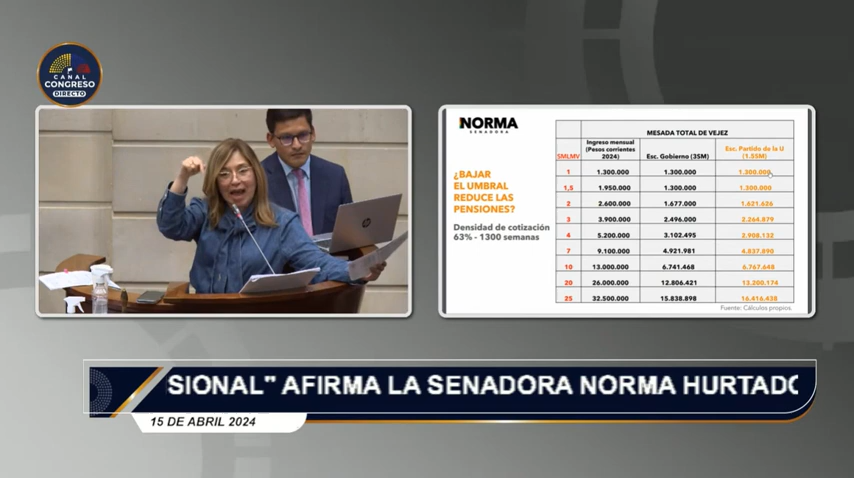 CANAL
CONGRESO
DIRECTO
hp
NORMA
SENADORA
¿BAJAR
EL UMBRAL
REDUCE LAS
PENSIONES?
Densidad de cotización
63% - 1300 semanas
MESADA TOTAL DE VEJEZ
SMLMV Ingreso mensual (Pesos corrientes 2024) Esc. Gobierno (3SM) Esc. Partido de la U (1.5SM)
1 1.300.000 1.300.000 1.300.000
1,5 1.950.000 1.300.000 1.300.000
2 2.600.000 1.677.000 1.621.626
3 3.900.000 2.496.000 2.264.879
4 5.200.000 3.102.495 2.908.132
7 9.100.000 4.921.981 4.837.890
10 13.000.000 6.741.468 6.767.648
20 26.000.000 12.806.421 13.200.174
25 32.500.000 15.838.898 16.416.438
Fuente: Cálculos propios.
SIONAL" AFIRMA LA SENADORA NORMA HURTADO
15 DE ABRIL 2024